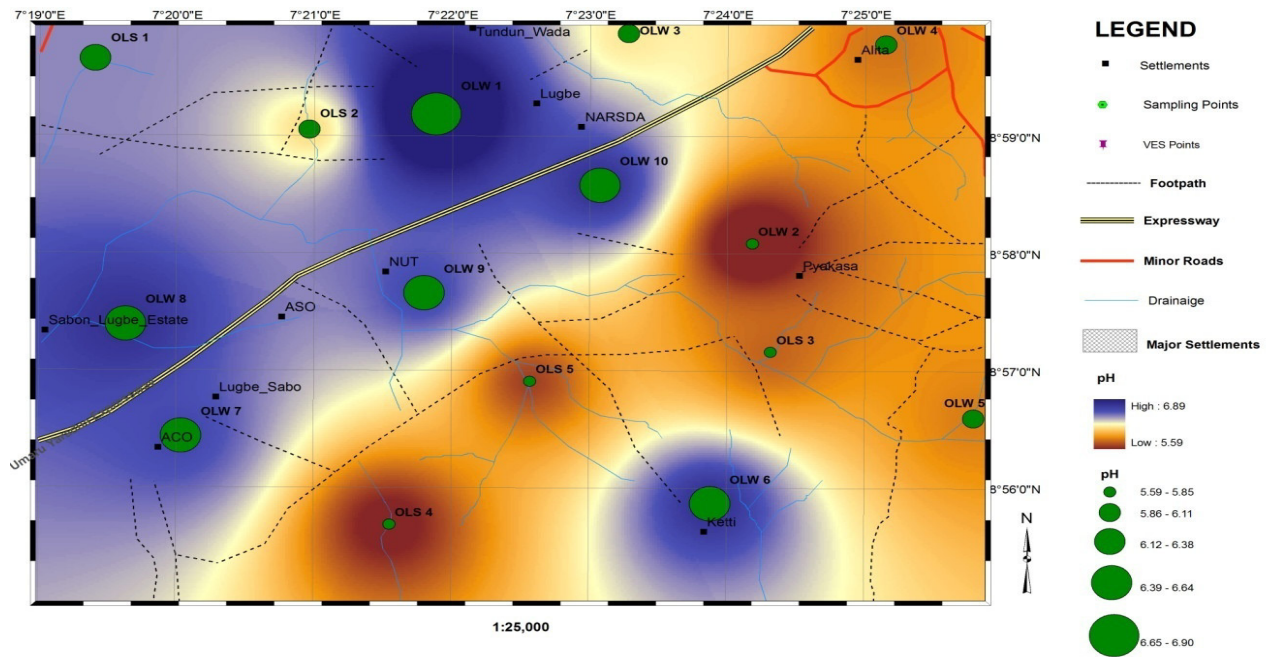 7°19'0"E 7°20'0"E 7°21'0"E 7°22'0"E 7°23'0"E 7°24'0"E 7°25'0"E
OLS 1
Tundun_Wada
OLW 3
OLW 4
Alita
OLW 1
Lugbe
OLS 2
NARSDA
8°59'0"N
OLW 10
OLW 2
8°58'0"N
NUT
OLW 9
Pyakasa
OLW 8
Sabon_Lugbe_Estate
ASO
OLS 3
8°57'0"N
OLS 5
Lugbe_Sabo
OLW 7
OLW 5
ACO
8°56'0"N
OLW 6
OLS 4
Ketti
N
1:25,000
LEGEND
Settlements
Sampling Points
VES Points
Footpath
Expressway
Minor Roads
Drainaige
Major Settlements
pH
High : 6.89
Low : 5.59
pH
5.59 - 5.85
5.86 - 6.11
6.12 - 6.38
6.39 - 6.64
6.65 - 6.90